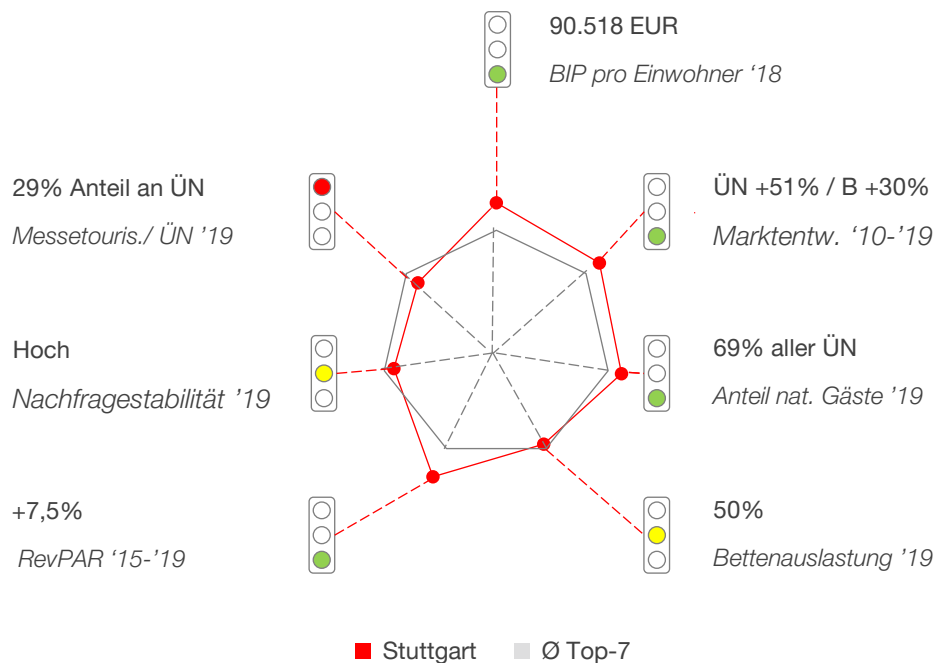 90.518 EUR
BIP pro Einwohner ‘18
29% Anteil an ÜN
Messetouris./ ÜN ’19
ÜN +51% / B +30%
Marktentw. ‘10-’19
Hoch
Nachfragestabilität ’19
69% aller ÜN
Anteil nat. Gäste ’19
+7,5%
RevPAR ‘15-’19
50%
Bettenauslastung ’19
Stuttgart
Ø Top-7